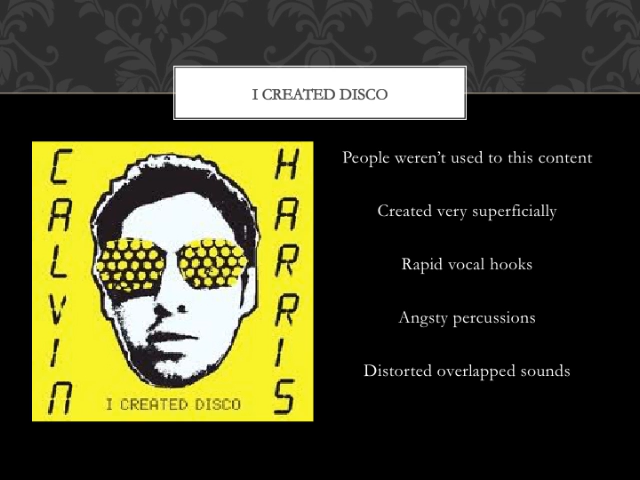 I CREATED DISCO
People weren’t used to this content
Created very superficially
Rapid vocal hooks
Angsty percussions
Distorted overlapped sounds
CALVIN
HARRIS
I CREATED DISCO